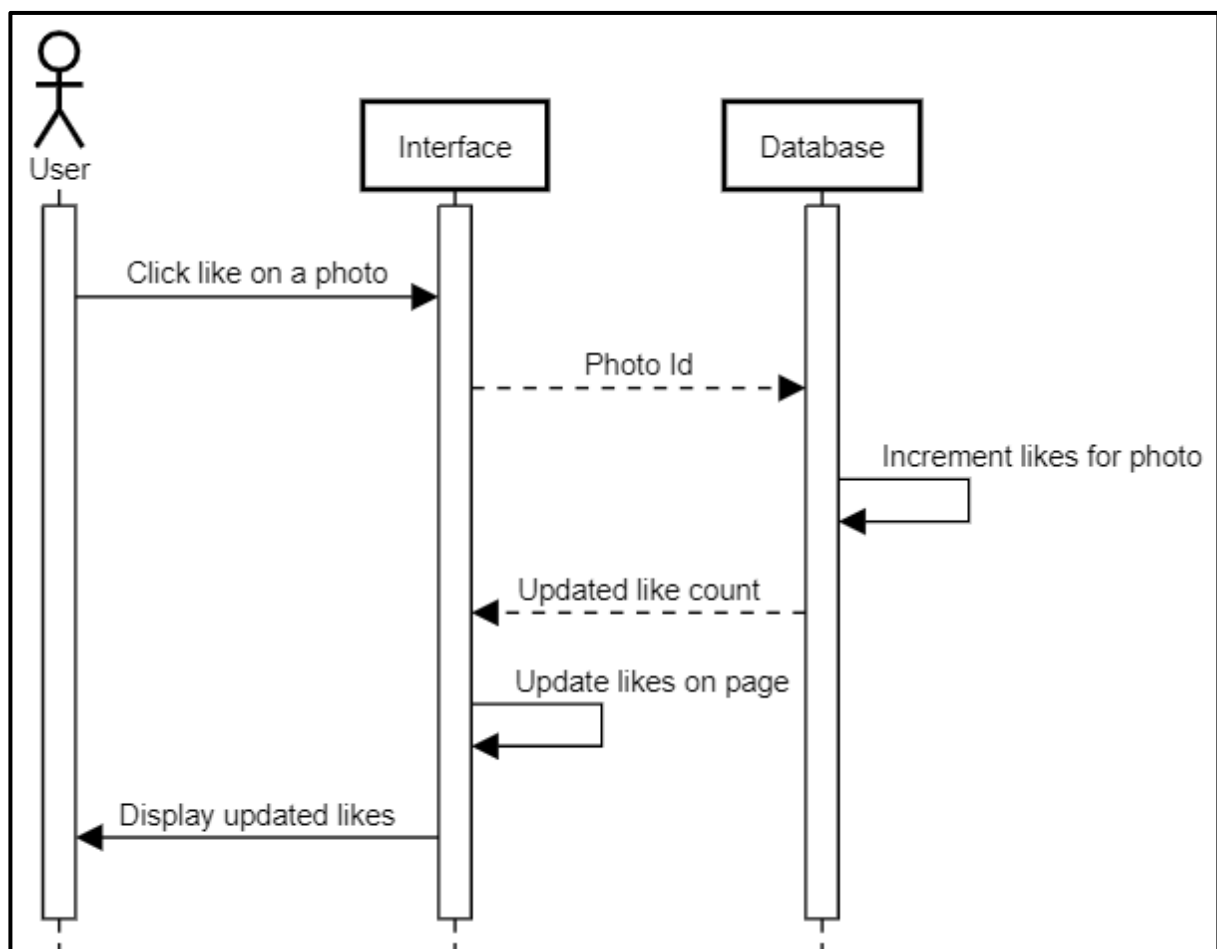 User
Interface
Database
Click like on a photo
Photo Id
Increment likes for photo
Updated like count
Update likes on page
Display updated likes